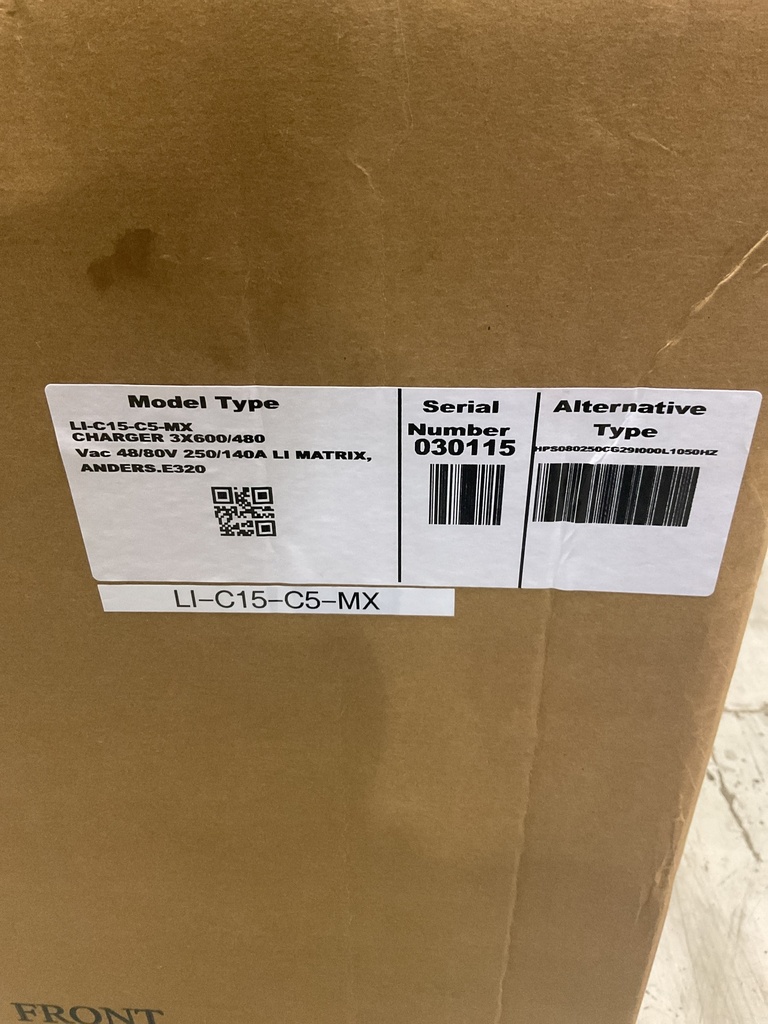 Model Type
LI-C15-C5-MX
CHARGER 3X600/480
Vac 48/80V 250/140A LI MATRIX,
ANDERS.E320
Serial
Number
030115
Alternative
Type
HPS080250CG29I000L1050HZ
LI-C15-C5-MX
FRONT